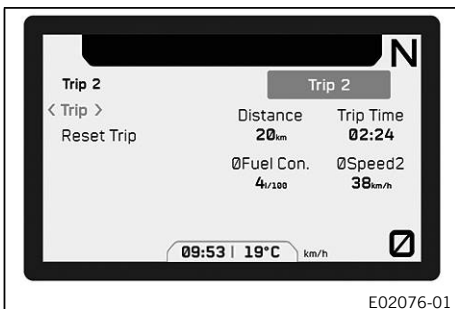 N
Trip 2
Trip 2
< Trip >
Reset Trip
Distance
Trip Time
20km
02:24
ØFuel Con.
ØSpeed2
4l/100
38km/h
09:53 | 19°C
km/h
0
E02076-01